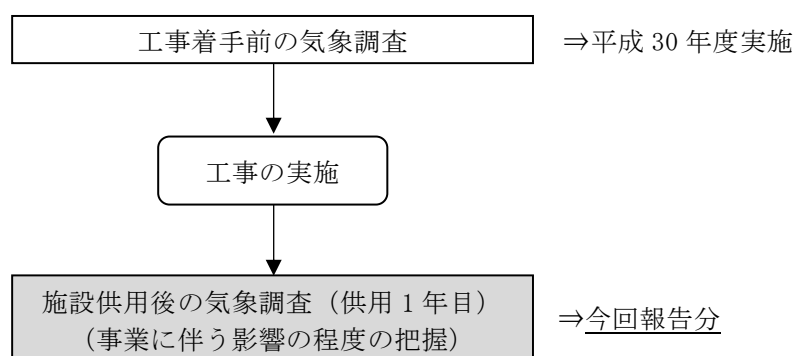 工事着手前の気象調査 ⇒平成 30 年度実施
工事の実施
施設供用後の気象調査（供用 1 年目）
（事業に伴う影響の程度の把握） ⇒今回報告分